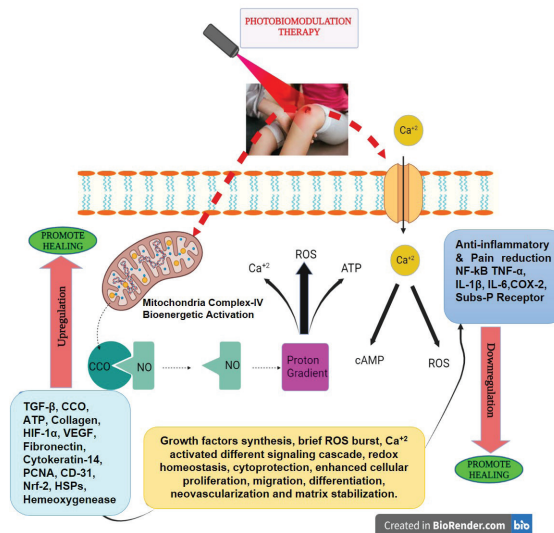 PHOTOBIOMODULATION
THERAPY
Ca+2
PROMOTE
HEALING
Upregulation
Mitochondria Complex-IV
Bioenergetic Activation
CCO
NO
NO
Proton
Gradient
Ca+2
ROS
ATP
Ca+2
cAMP
ROS
Anti-inflammatory
& Pain reduction
NF-kB TNF-α,
IL-1β, IL-6,COX-2,
Subs-P Receptor
Downregulation
PROMOTE
HEALING
TGF-β, CCO,
ATP, Collagen,
HIF-1α, VEGF,
Fibronectin,
Cytokeratin-14,
PCNA, CD-31,
Nrf-2, HSPs,
Hemeoxygenease
Growth factors synthesis, brief ROS burst, Ca+2
activated different signaling cascade, redox
homeostasis, cytoprotection, enhanced cellular
proliferation, migration, differentiation,
neovascularization and matrix stabilization.
Created in BioRender.com bio